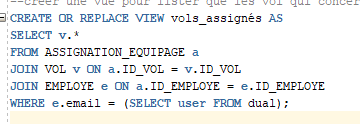 --créer une vue pour lister que les vol qui concer
CREATE OR REPLACE VIEW vols_assignés AS
SELECT v.*
FROM ASSIGNATION_EQUIPAGE a
JOIN VOL v ON a.ID_VOL = v.ID_VOL
JOIN EMPLOYE e ON a.ID_EMPLOYE = e.ID_EMPLOYE
WHERE e.email = (SELECT user FROM dual);